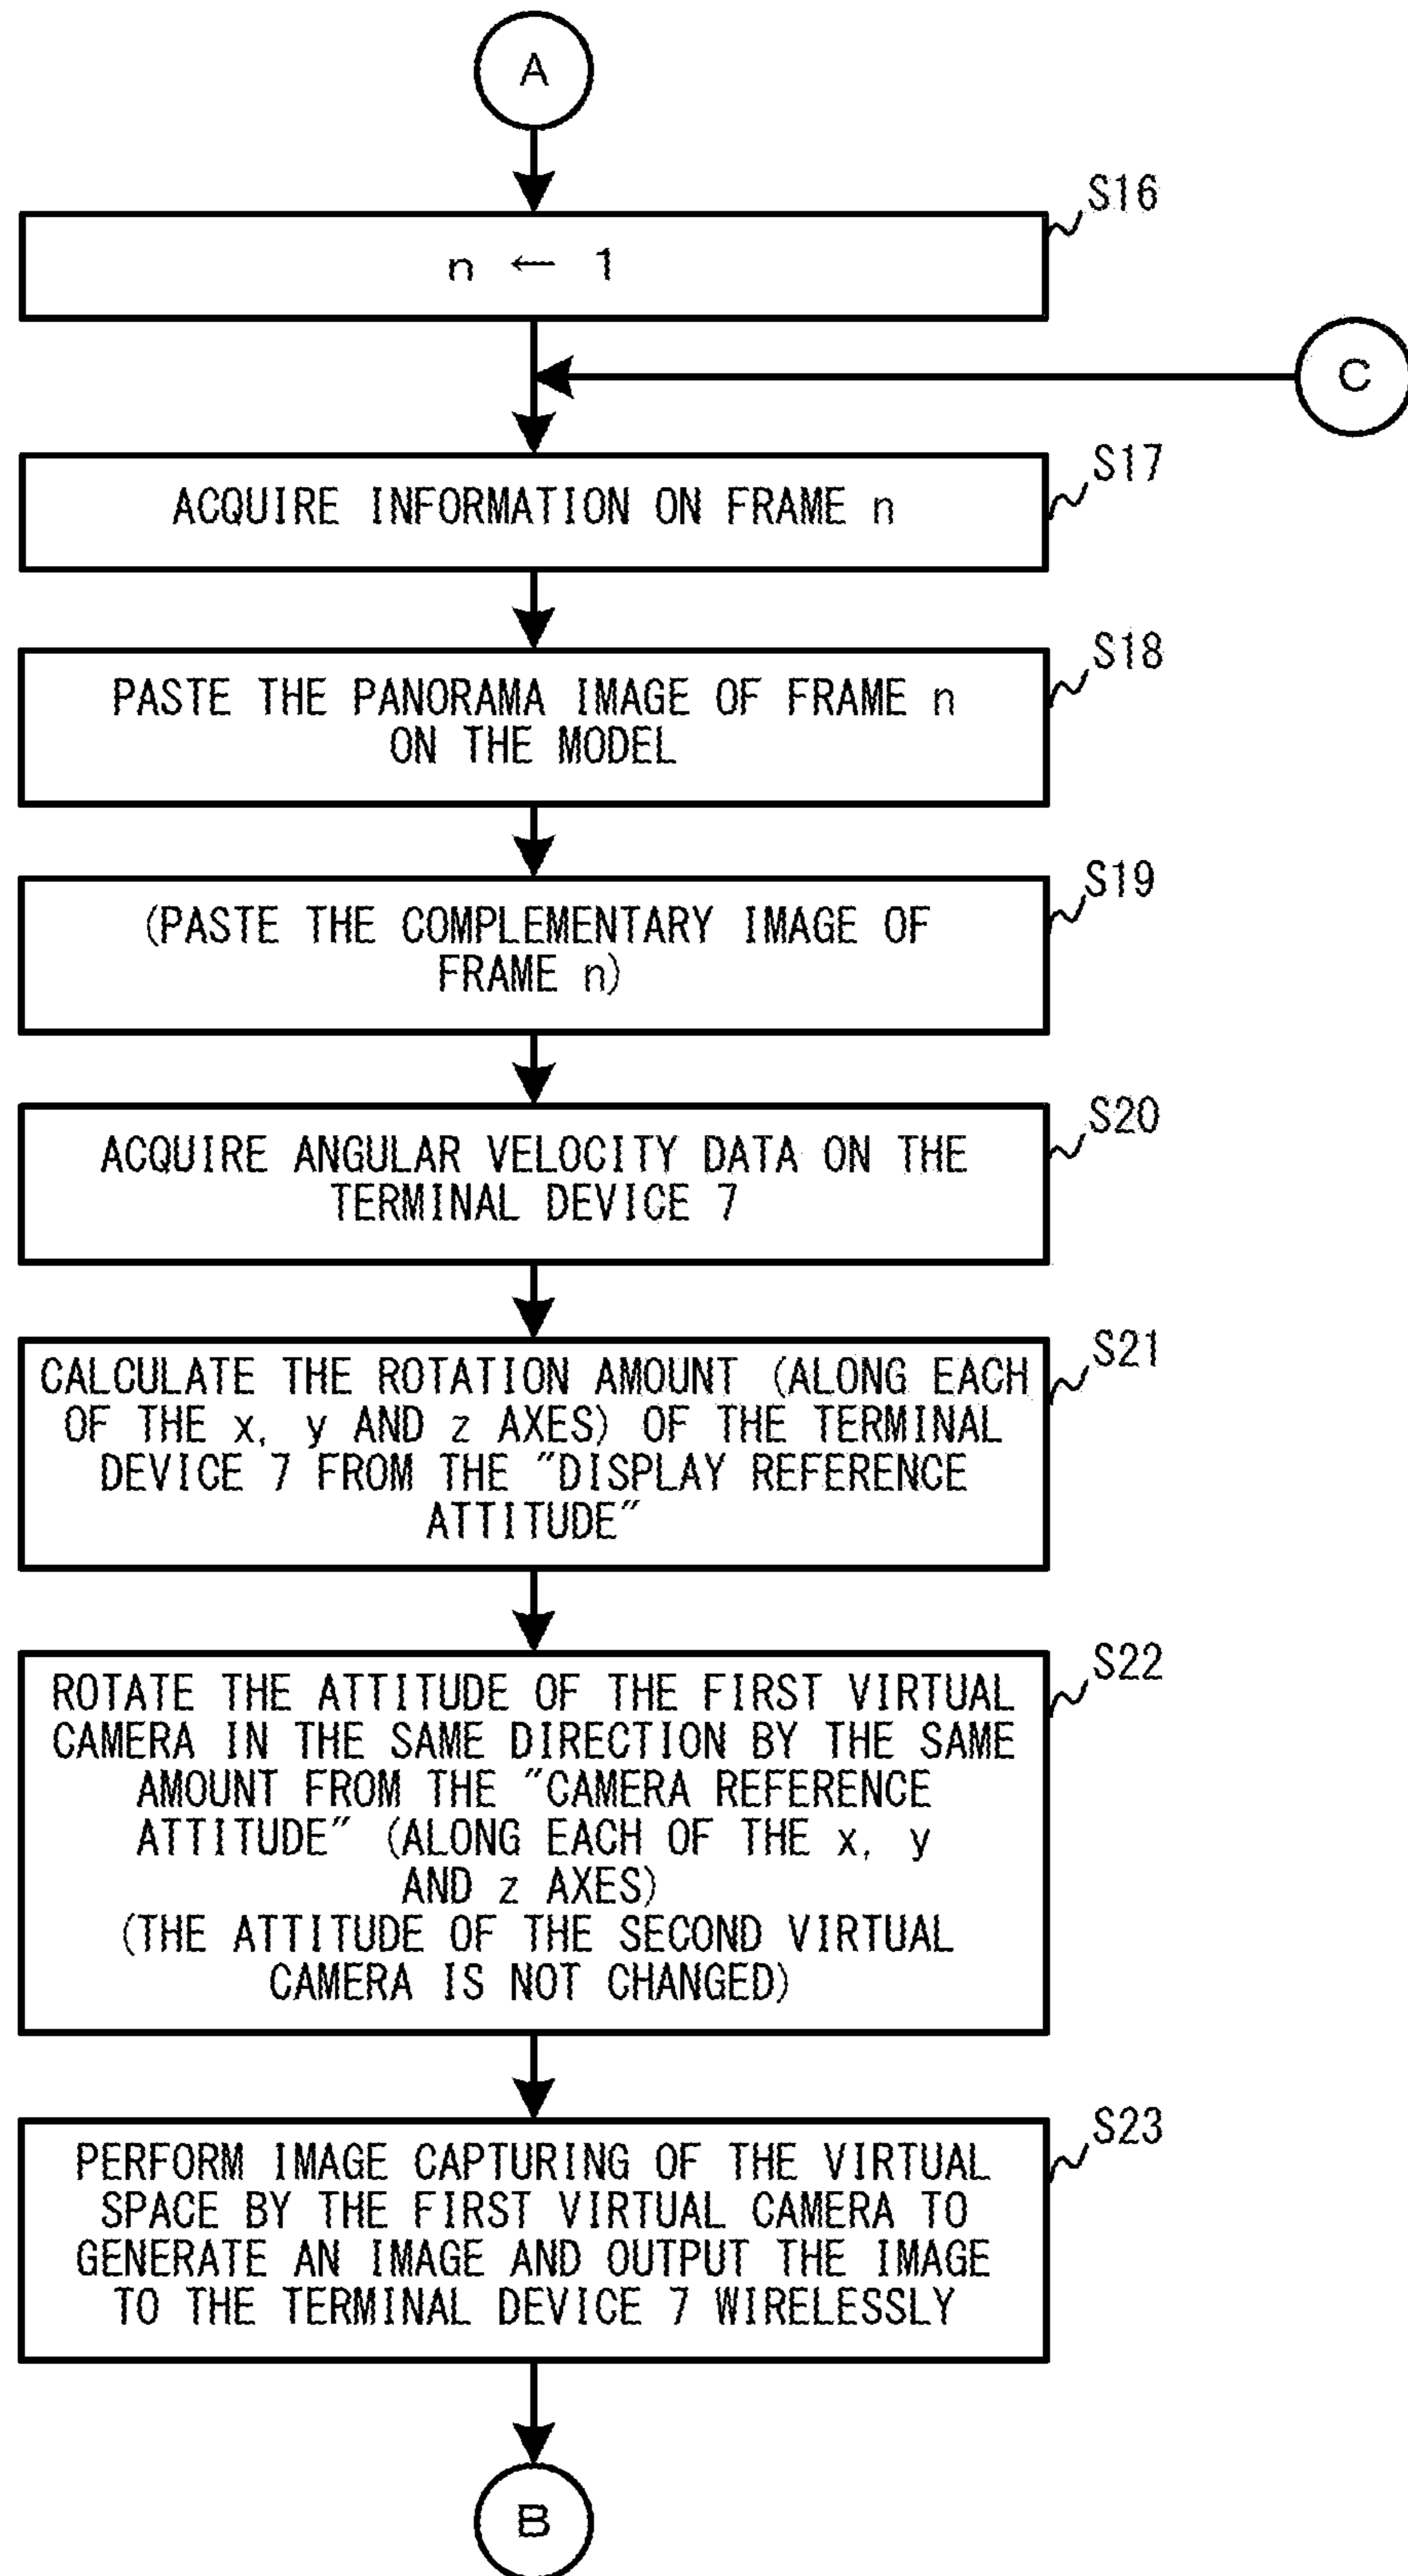 A
S16
n ← 1
C
S17
ACQUIRE INFORMATION ON FRAME n
S18
PASTE THE PANORAMA IMAGE OF FRAME n
ON THE MODEL
S19
(PASTE THE COMPLEMENTARY IMAGE OF
FRAME n)
S20
ACQUIRE ANGULAR VELOCITY DATA ON THE
TERMINAL DEVICE 7
S21
CALCULATE THE ROTATION AMOUNT (ALONG EACH
OF THE x, y AND z AXES) OF THE TERMINAL
DEVICE 7 FROM THE "DISPLAY REFERENCE
ATTITUDE"
S22
ROTATE THE ATTITUDE OF THE FIRST VIRTUAL
CAMERA IN THE SAME DIRECTION BY THE SAME
AMOUNT FROM THE "CAMERA REFERENCE
ATTITUDE" (ALONG EACH OF THE x, y
AND z AXES)
(THE ATTITUDE OF THE SECOND VIRTUAL
CAMERA IS NOT CHANGED)
S23
PERFORM IMAGE CAPTURING OF THE VIRTUAL
SPACE BY THE FIRST VIRTUAL CAMERA TO
GENERATE AN IMAGE AND OUTPUT THE IMAGE
TO THE TERMINAL DEVICE 7 WIRELESSLY
B